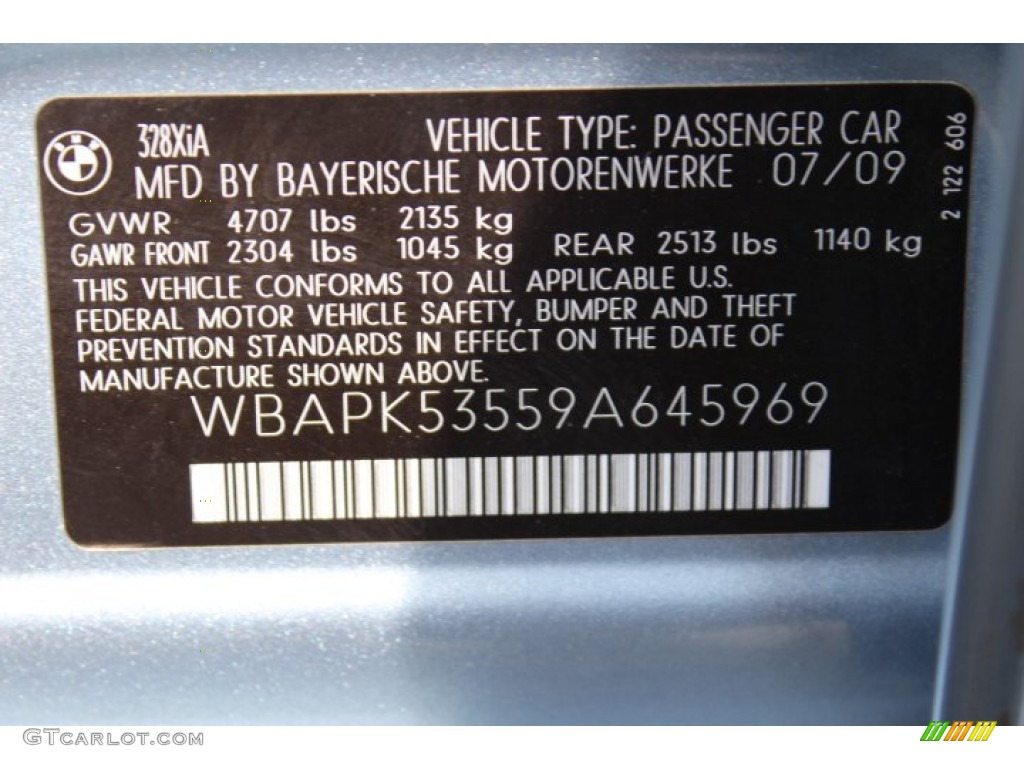 328XiA VEHICLE TYPE: PASSENGER CAR
MFD BY BAYERISCHE MOTORENWERKE 07/09
GVWR 4707 lbs 2135 kg
GAWR FRONT 2304 lbs 1045 kg REAR 2513 lbs 1140 kg
THIS VEHICLE CONFORMS TO ALL APPLICABLE U.S.
FEDERAL MOTOR VEHICLE SAFETY, BUMPER AND THEFT
PREVENTION STANDARDS IN EFFECT ON THE DATE OF
MANUFACTURE SHOWN ABOVE.
WBAPK53559A645969
2 122 606
BMW
GTCarLot.com